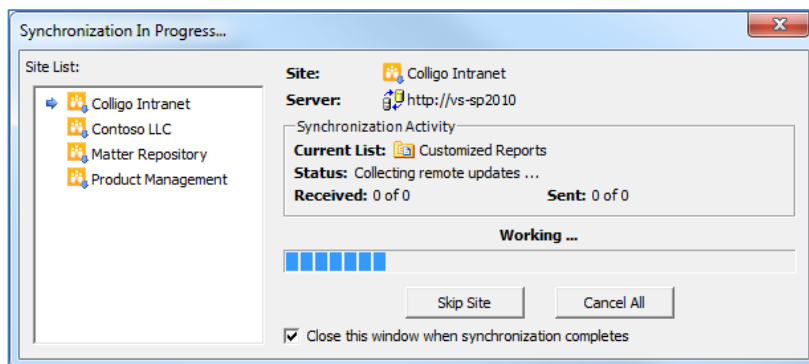 Synchronization In Progress...
Site List:
Colligo Intranet
Contoso LLC
Matter Repository
Product Management
Site: Colligo Intranet
Server: http://vs-sp2010
Synchronization Activity
Current List: Customized Reports
Status: Collecting remote updates ...
Received: 0 of 0 Sent: 0 of 0
Working ...
Skip Site Cancel All
Close this window when synchronization completes